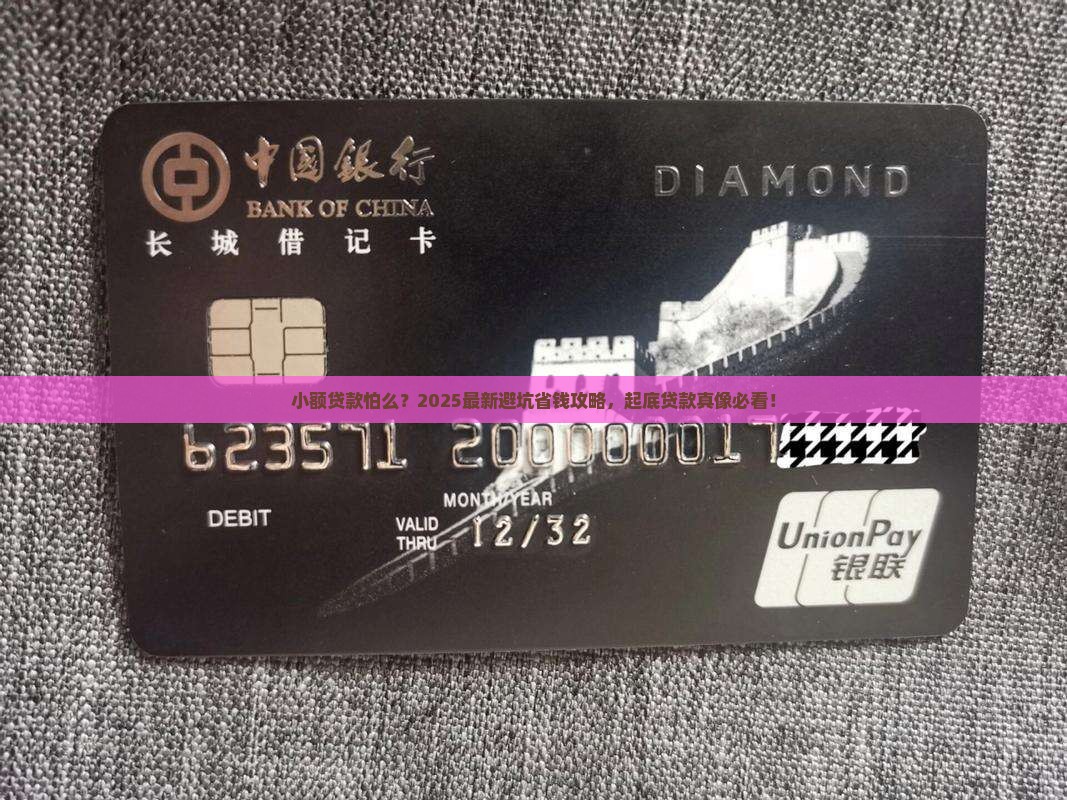 中国銀行
BANK OF CHINA
长城借记卡
DIAMOND
小额贷款怕么？2025最新避坑省钱攻略，起底贷款真像必看！
623571 200000017
MONTH/YEAR
DEBIT
VALID THRU 12/32
UnionPay
银联